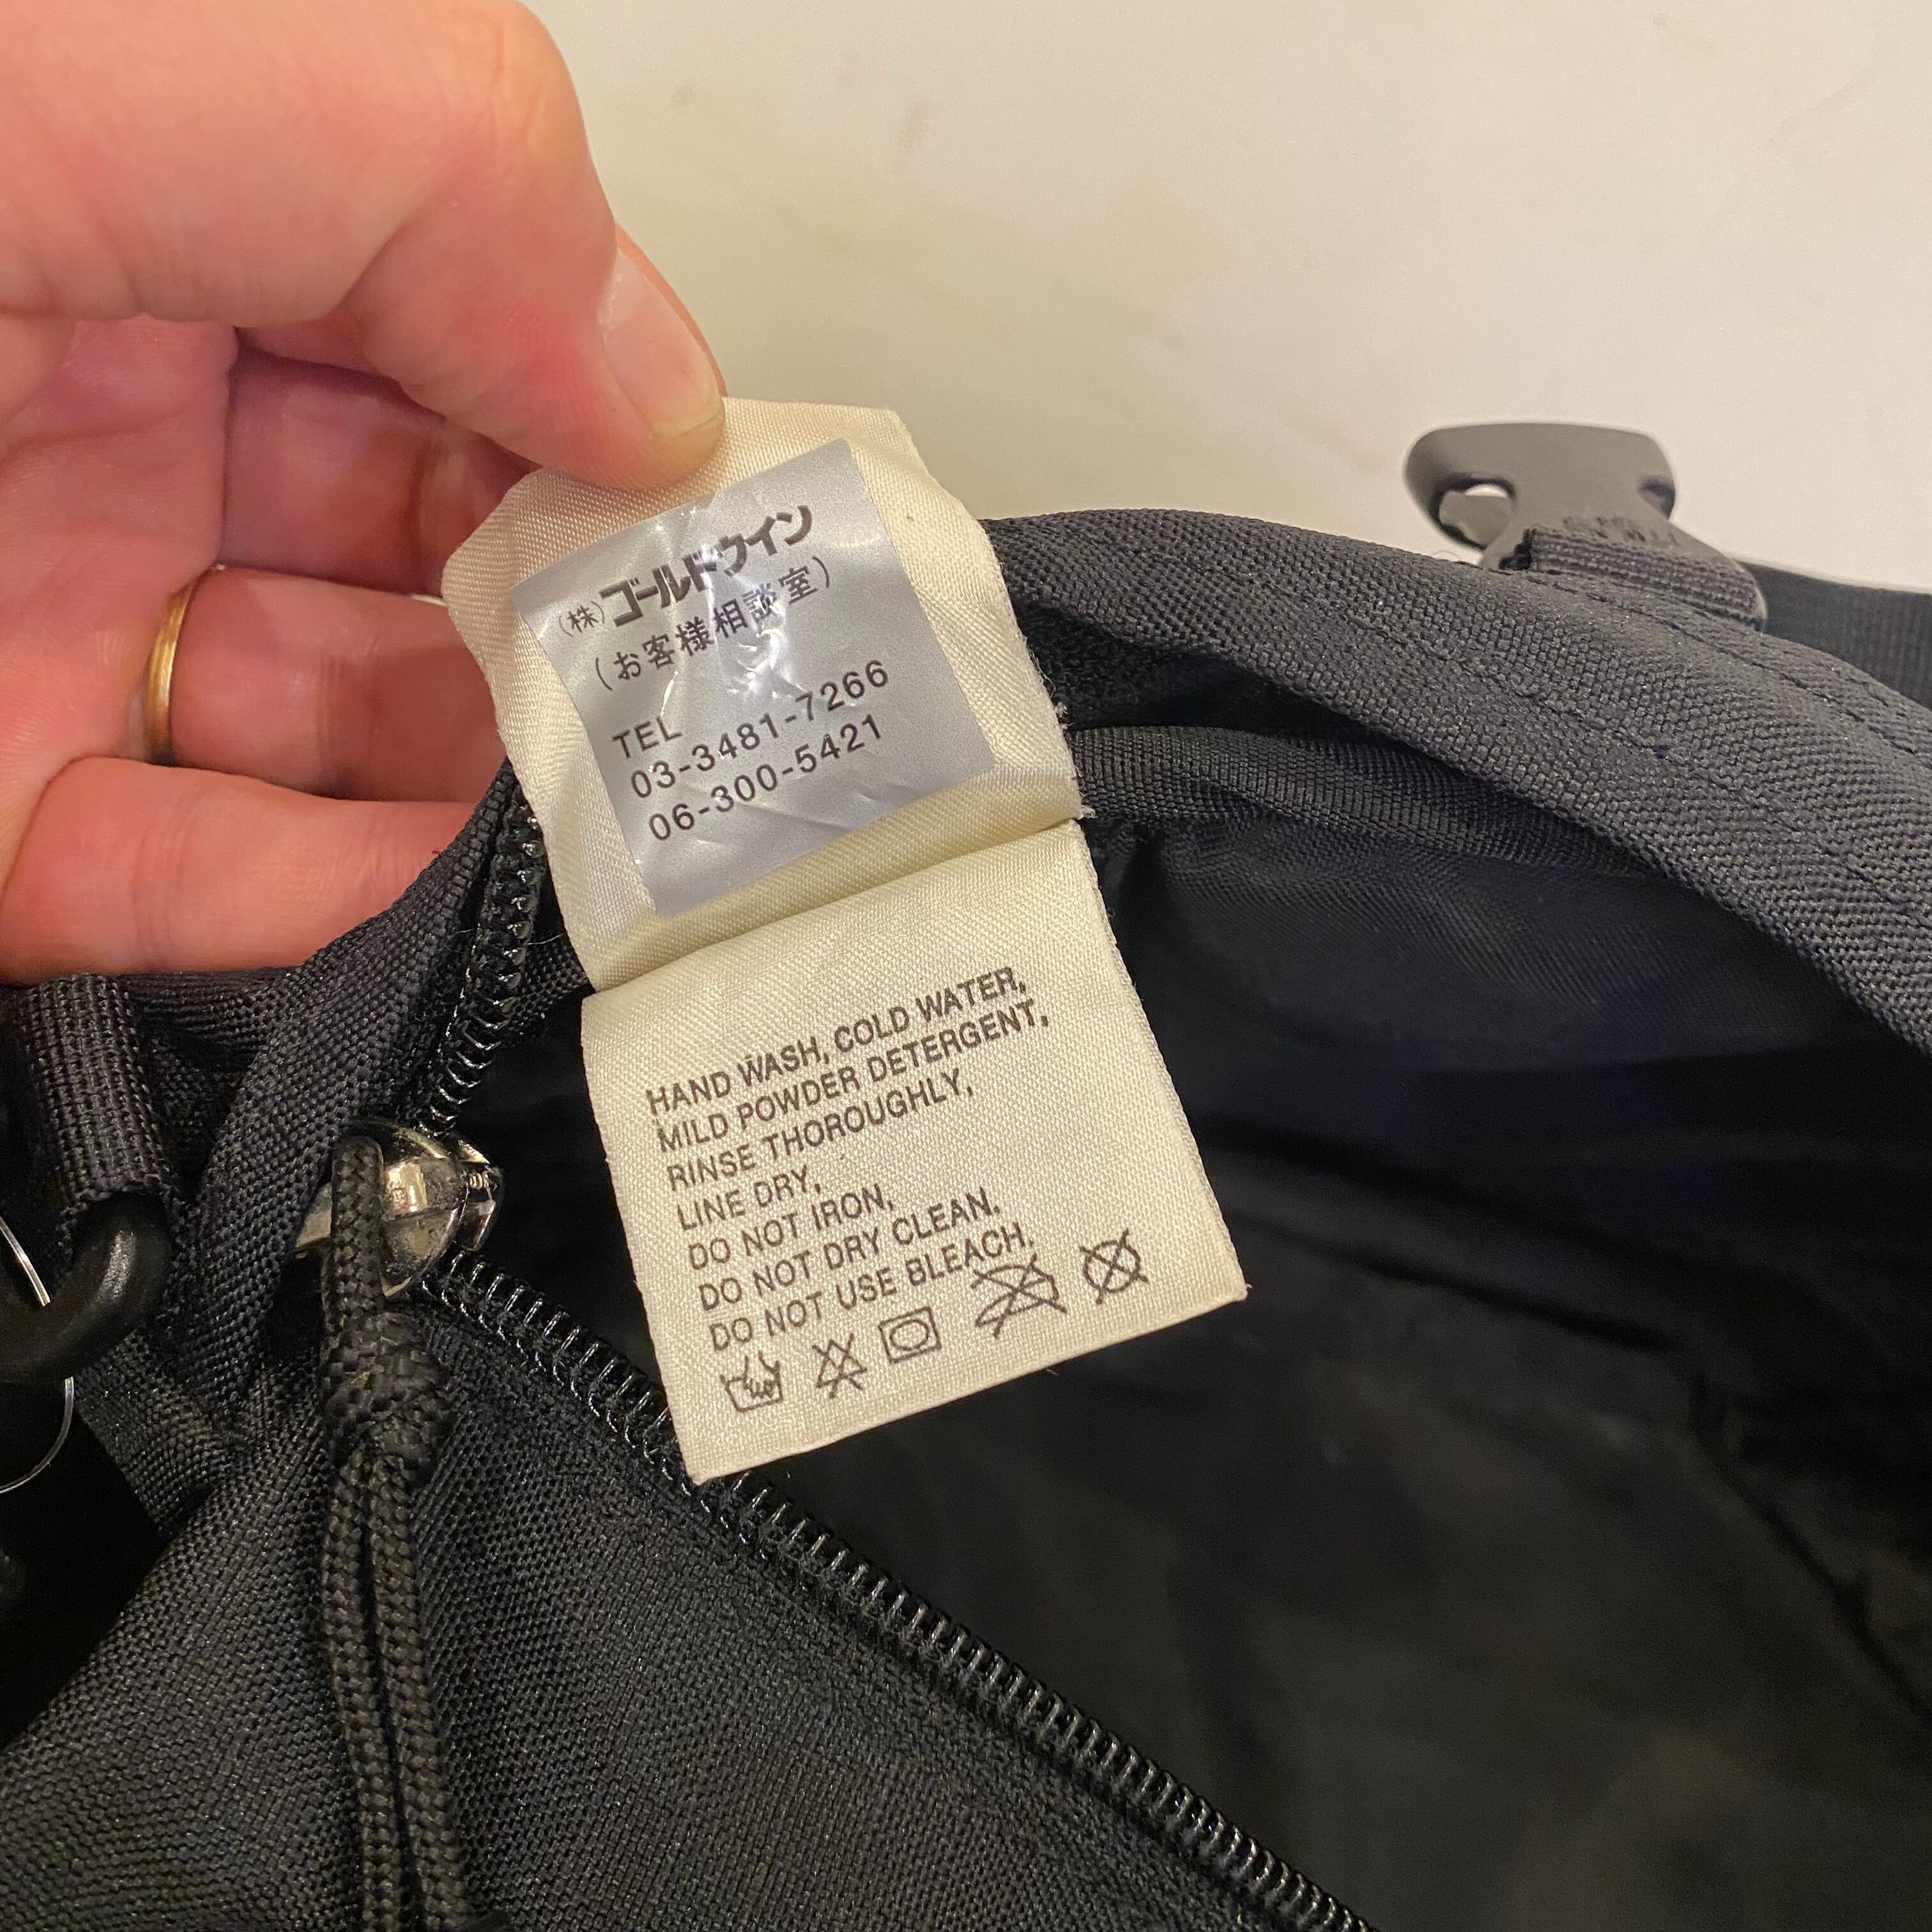 (株)ゴールドウイン
(お客様相談室)
TEL
03-3481-7266
06-300-5421
HAND WASH, COLD WATER,
MILD POWDER DETERGENT,
RINSE THOROUGHLY,
LINE DRY,
DO NOT IRON,
DO NOT DRY CLEAN.
DO NOT USE BLEACH.